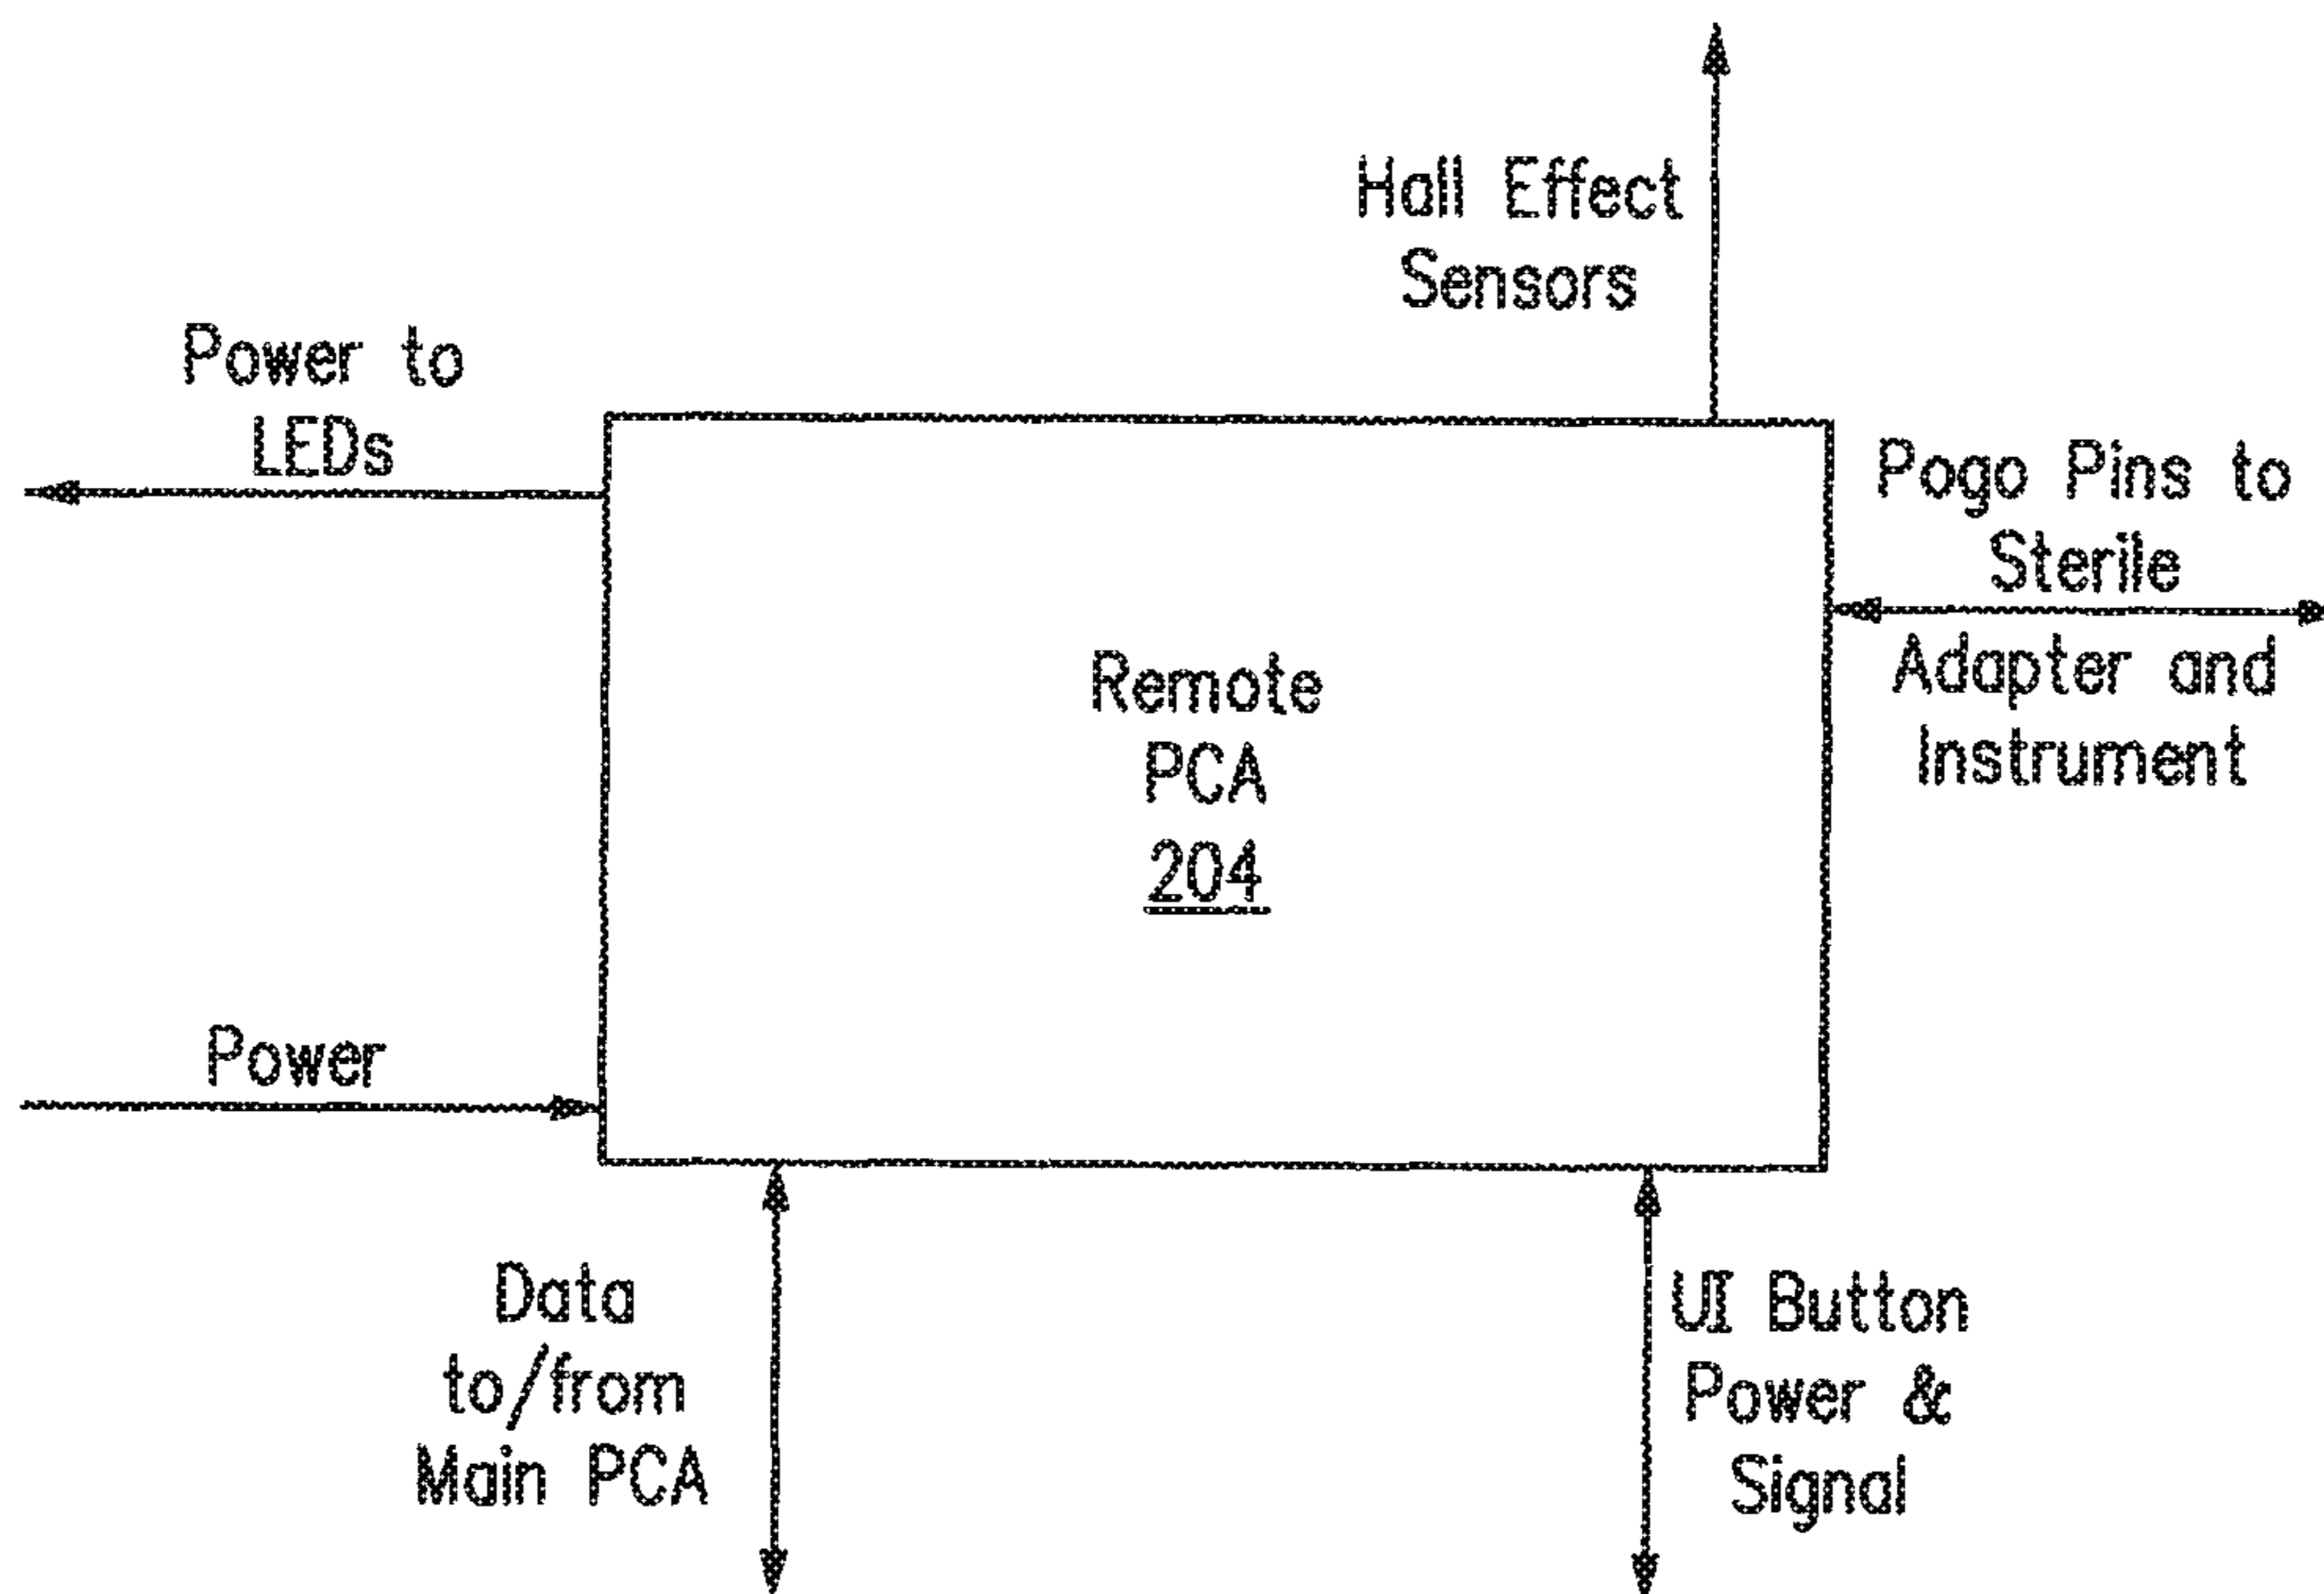 Hall Effect
Sensors
Power to
LEDs
Pogo Pins to
Sterile
Adapter and
Instrument
Remote
PCA
204
Power
Data
to/from
Main PCA
UI Button
Power &
Signal